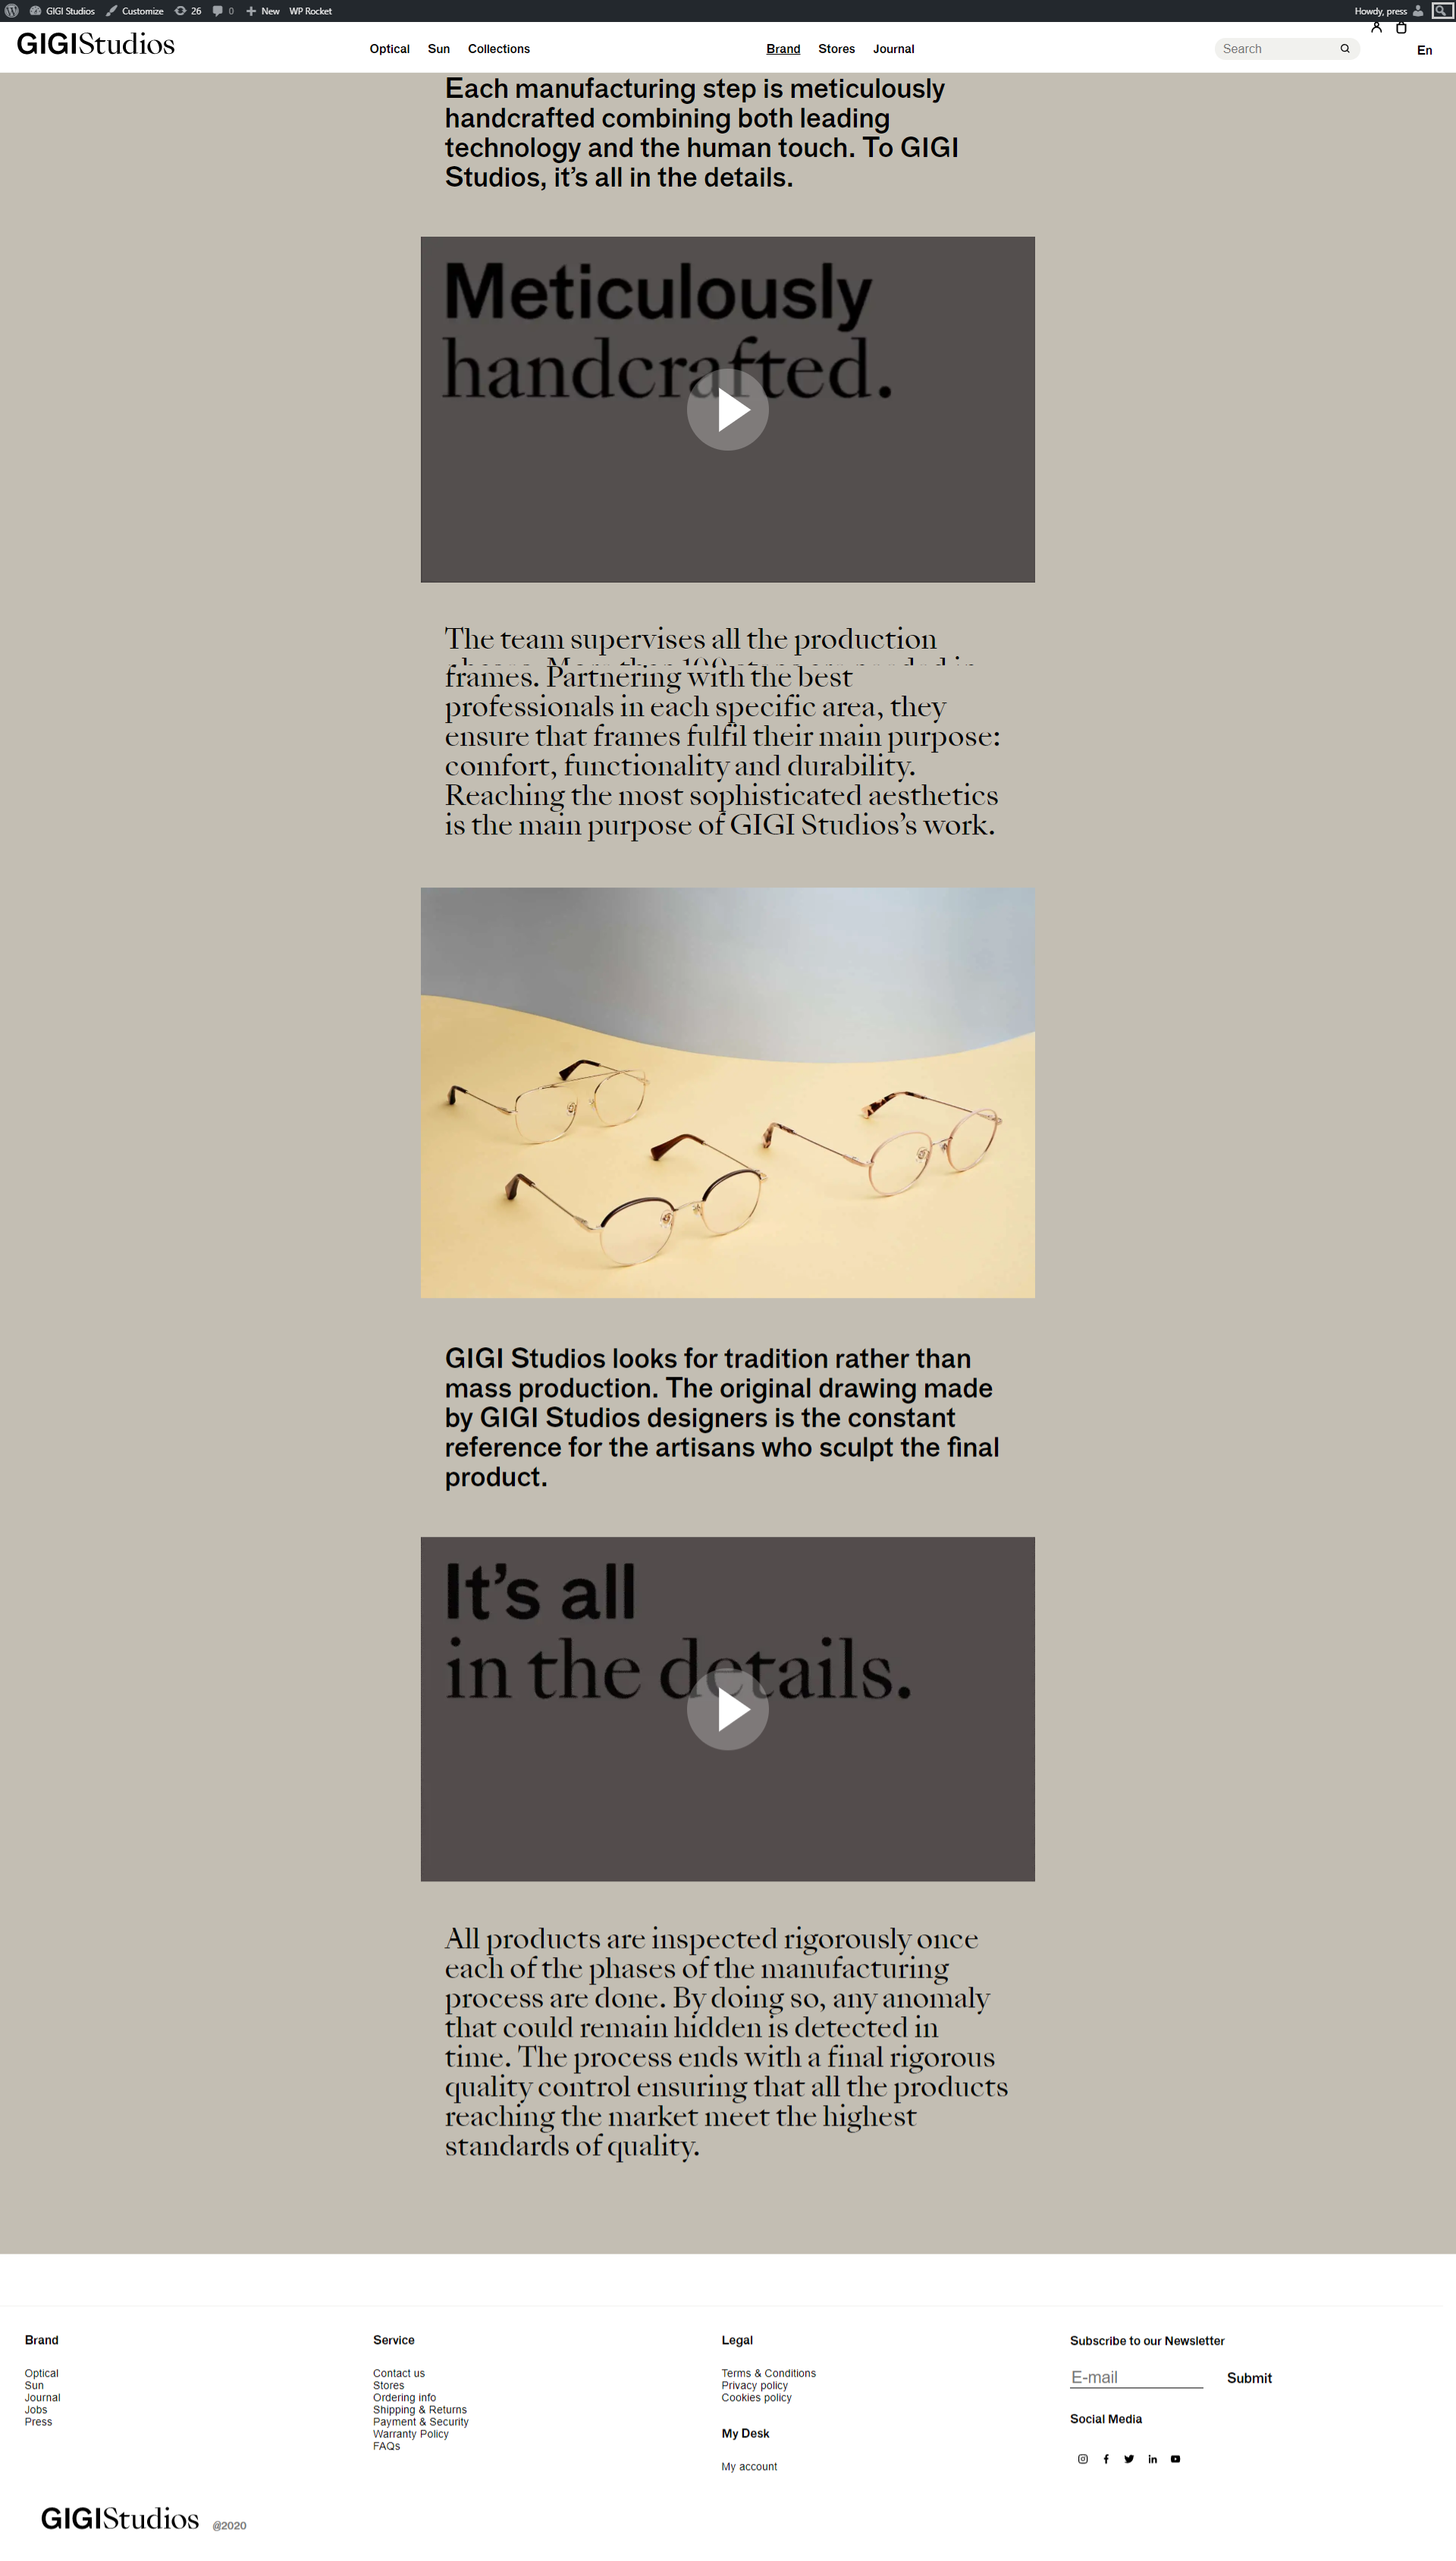 GIGI Studios Customize 26 0 New WP Rocket Howdy, press
GIGIStudios Optical Sun Collections Brand Stores Journal Search En
Each manufacturing step is meticulously
handcrafted combining both leading
technology and the human touch. To GIGI
Studios, it’s all in the details.
Meticulously
handcrafted.
The team supervises all the production
frames. Partnering with the best
professionals in each specific area, they
ensure that frames fulfil their main purpose:
comfort, functionality and durability.
Reaching the most sophisticated aesthetics
is the main purpose of GIGI Studios’s work.
GIGI Studios looks for tradition rather than
mass production. The original drawing made
by GIGI Studios designers is the constant
reference for the artisans who sculpt the final
product.
It’s all
in the details.
All products are inspected rigorously once
each of the phases of the manufacturing
process are done. By doing so, any anomaly
that could remain hidden is detected in
time. The process ends with a final rigorous
quality control ensuring that all the products
reaching the market meet the highest
standards of quality.
Brand
Optical
Sun
Journal
Jobs
Press
Service
Contact us
Stores
Ordering info
Shipping & Returns
Payment & Security
Warranty Policy
FAQs
Legal
Terms & Conditions
Privacy policy
Cookies policy
My Desk
My account
Subscribe to our Newsletter
E-mail Submit
Social Media
GIGIStudios @2020